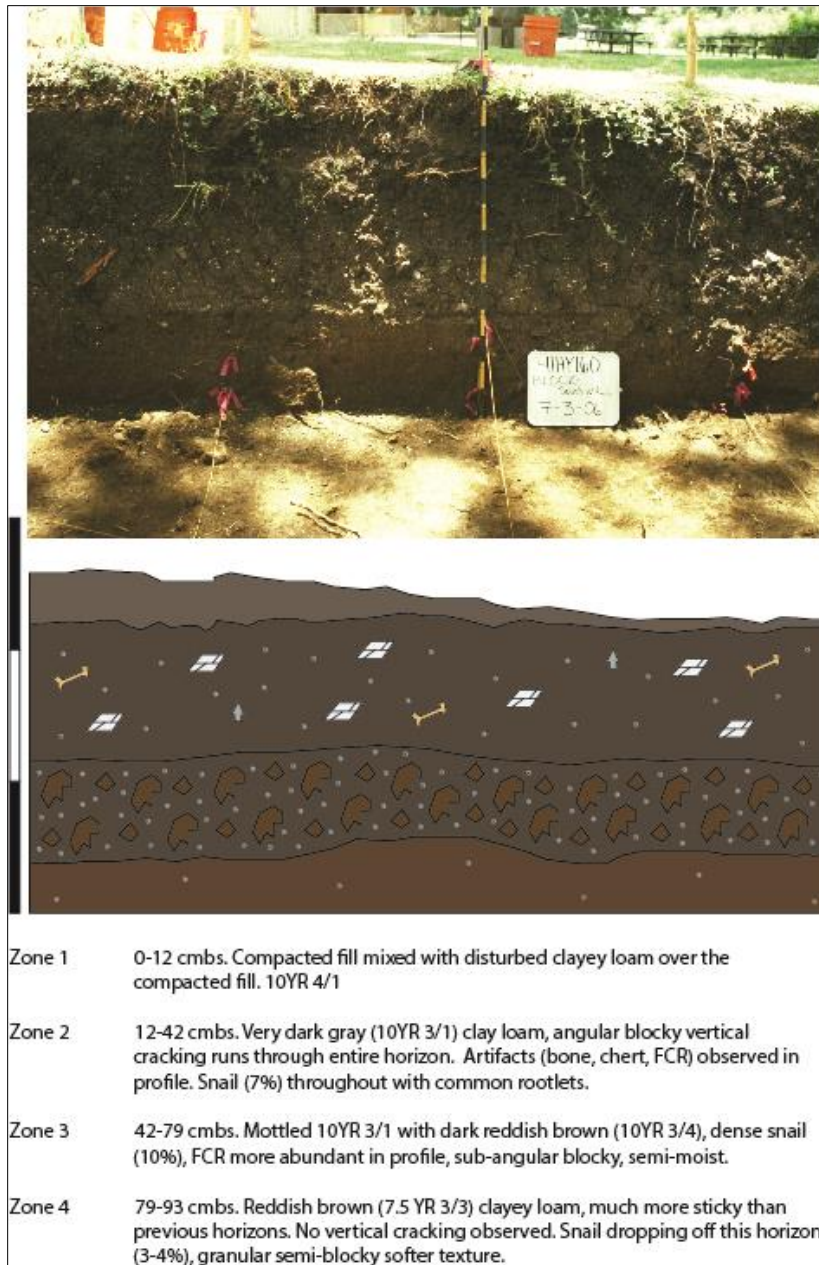 7-3-06
Zone 1 0-12 cmbs. Compacted fill mixed with disturbed clayey loam over the
compacted fill. 10YR 4/1
Zone 2 12-42 cmbs. Very dark gray (10YR 3/1) clay loam, angular blocky vertical
cracking runs through entire horizon. Artifacts (bone, chert, FCR) observed in
profile. Snail (7%) throughout with common rootlets.
Zone 3 42-79 cmbs. Mottled 10YR 3/1 with dark reddish brown (10YR 3/4), dense snail
(10%), FCR more abundant in profile, sub-angular blocky, semi-moist.
Zone 4 79-93 cmbs. Reddish brown (7.5 YR 3/3) clayey loam, much more sticky than
previous horizons. No vertical cracking observed. Snail dropping off this horizon
(3-4%), granular semi-blocky softer texture.